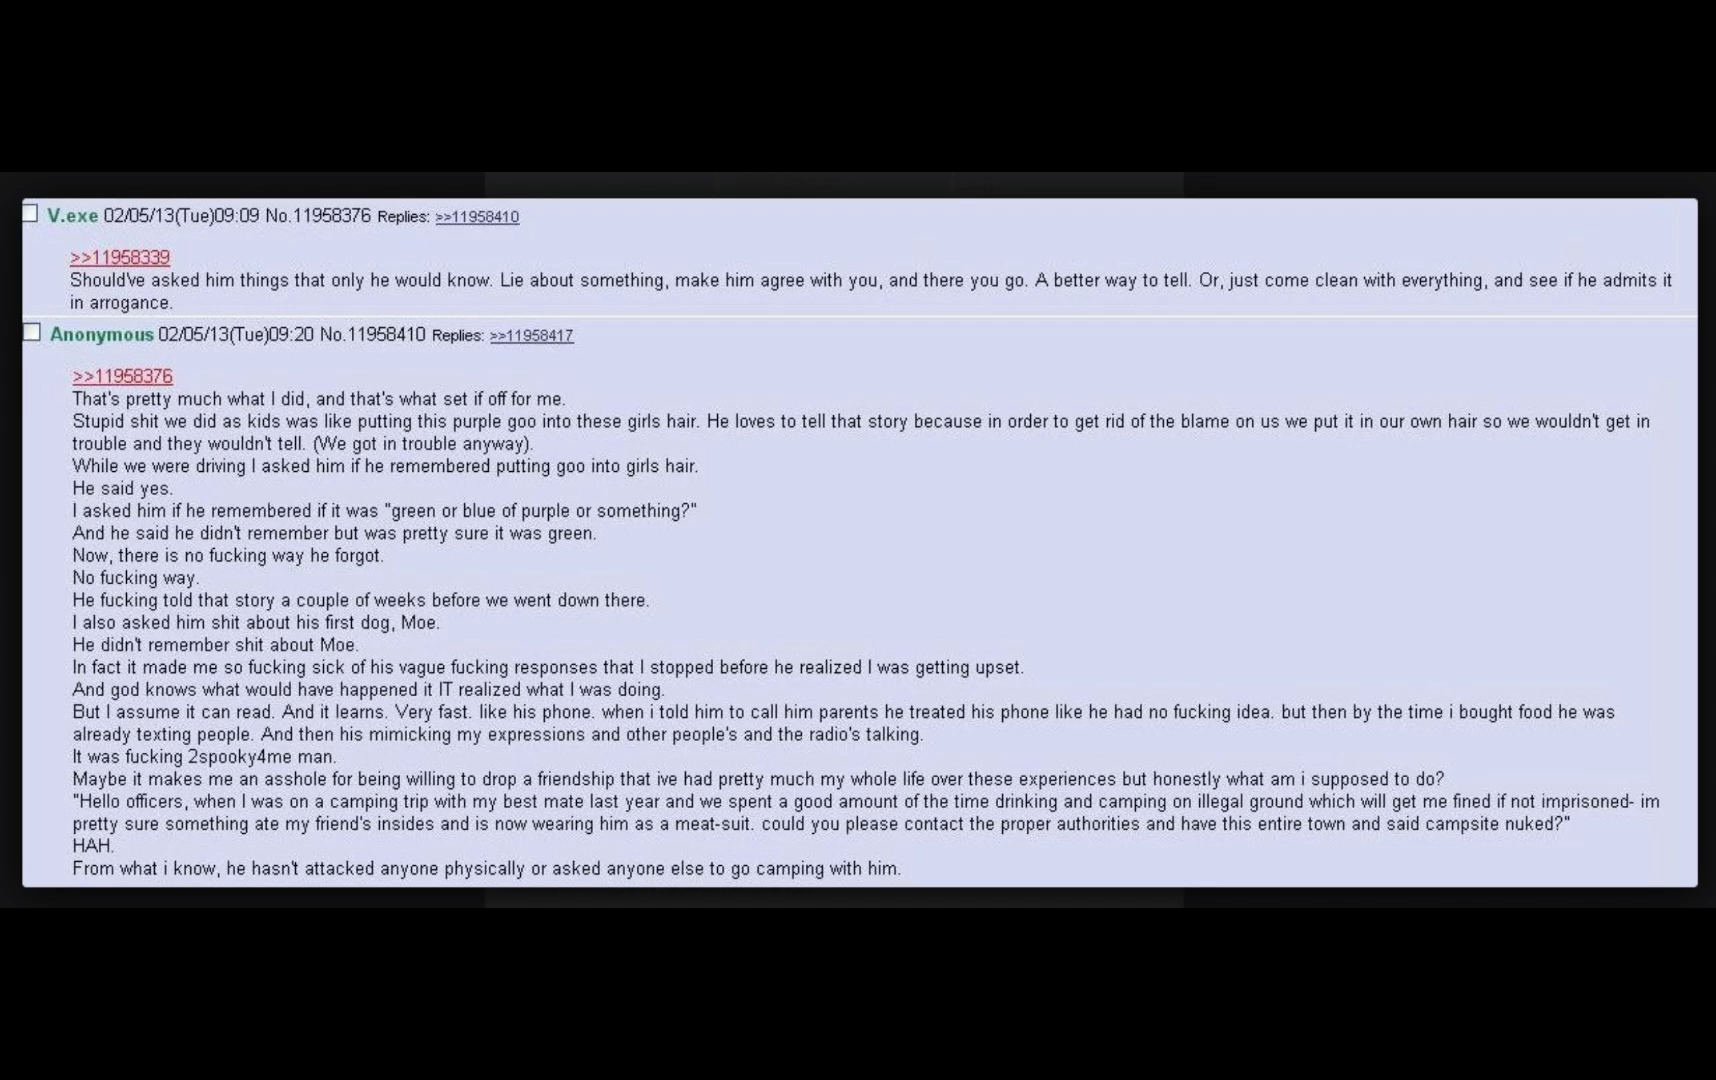 V.exe 02/05/13(Tue)09:09 No.11958376 Replies: >>11958410
>>11958339
Should've asked him things that only he would know. Lie about something, make him agree with you, and there you go. A better way to tell. Or, just come clean with everything, and see if he admits it
in arrogance.
Anonymous 02/05/13(Tue)09:20 No.11958410 Replies: >>11958417
>>11958376
That's pretty much what I did, and that's what set if off for me.
Stupid shit we did as kids was like putting this purple goo into these girls hair. He loves to tell that story because in order to get rid of the blame on us we put it in our own hair so we wouldn't get in
trouble and they wouldn't tell. (We got in trouble anyway).
While we were driving I asked him if he remembered putting goo into girls hair.
He said yes.
I asked him if he remembered if it was "green or blue of purple or something?"
And he said he didn't remember but was pretty sure it was green.
Now, there is no fucking way he forgot.
No fucking way.
He fucking told that story a couple of weeks before we went down there.
I also asked him shit about his first dog, Moe.
He didn't remember shit about Moe.
In fact it made me so fucking sick of his vague fucking responses that I stopped before he realized I was getting upset.
And god knows what would have happened it IT realized what I was doing.
But I assume it can read. And it learns. Very fast. like his phone. when i told him to call him parents he treated his phone like he had no fucking idea. but then by the time i bought food he was
already texting people. And then his mimicking my expressions and other people's and the radio's talking.
It was fucking 2spooky4me man.
Maybe it makes me an asshole for being willing to drop a friendship that ive had pretty much my whole life over these experiences but honestly what am i supposed to do?
"Hello officers, when I was on a camping trip with my best mate last year and we spent a good amount of the time drinking and camping on illegal ground which will get me fined if not imprisoned- im
pretty sure something ate my friend's insides and is now wearing him as a meat-suit. could you please contact the proper authorities and have this entire town and said campsite nuked?"
HAH.
From what i know, he hasn't attacked anyone physically or asked anyone else to go camping with him.